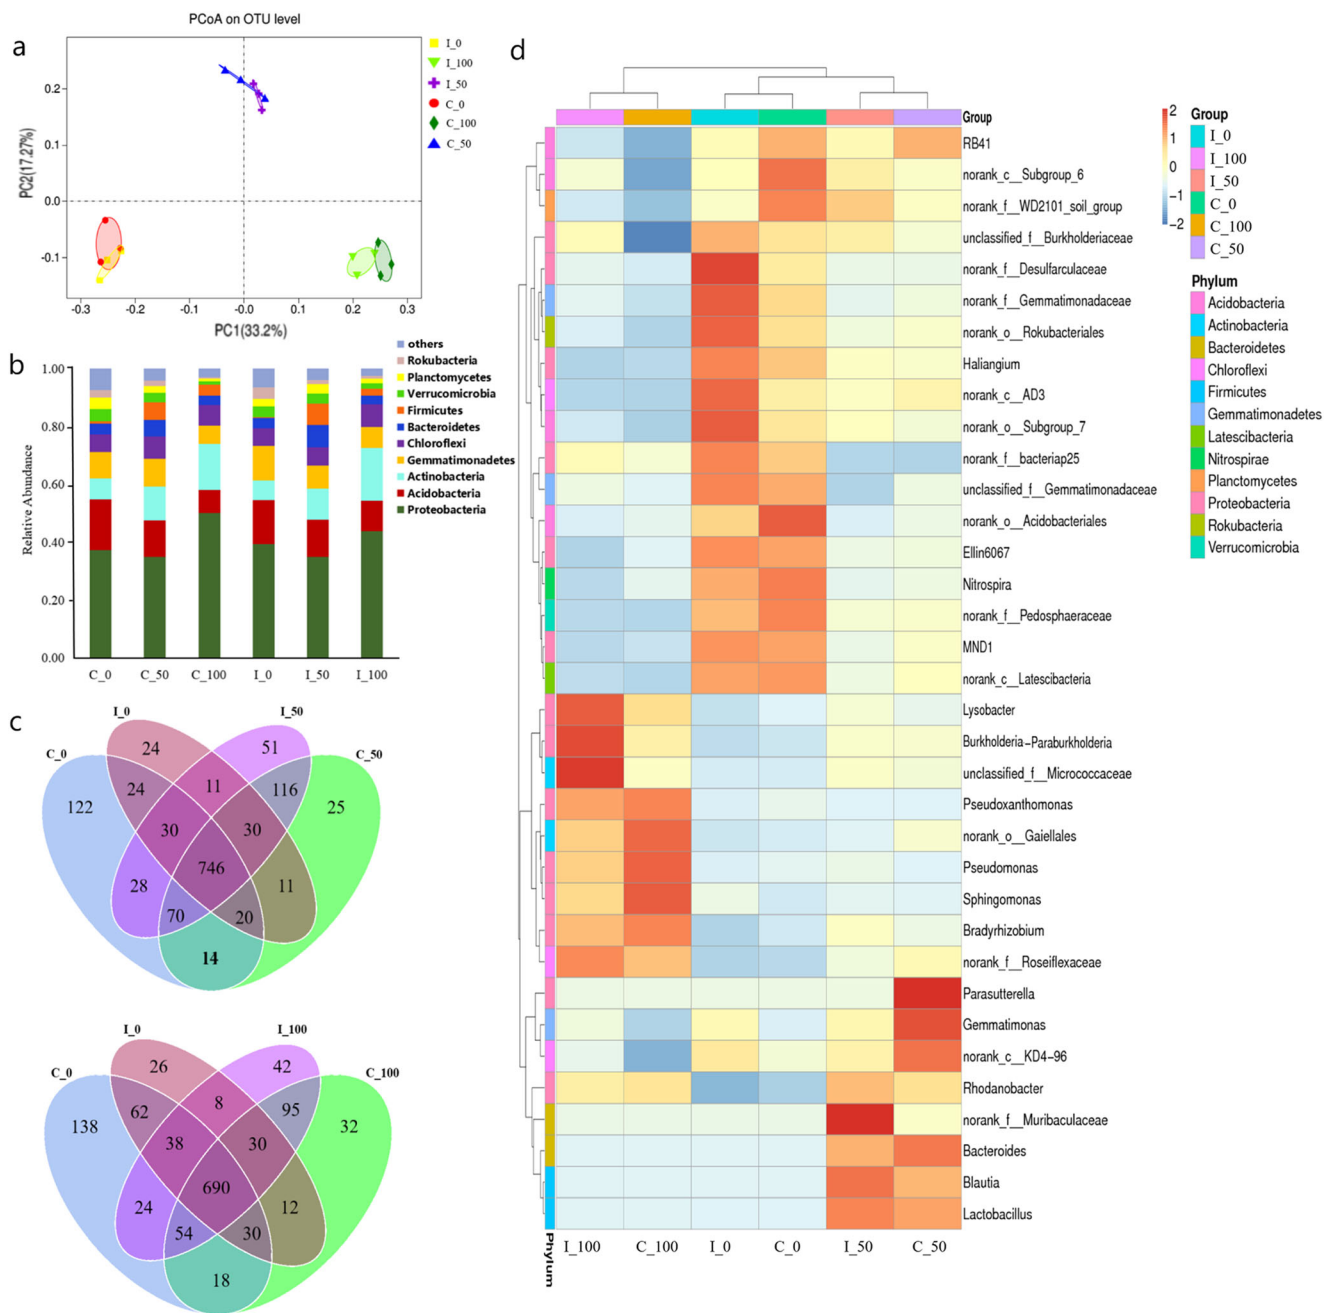 a
PCoA on OTU level
PC2(17.27%)
0.2
0.1
0.0
-0.1
-0.3
-0.2
-0.1
-0.0
0.1
0.2
0.3
PC1(33.2%)
I_0
I_100
I_50
C_0
C_100
C_50
b
Relative Abundance
1.00
0.80
0.60
0.40
0.20
0.00
C_0
C_50
C_100
I_0
I_50
I_100
others
Rokubacteria
Planctomycetes
Verrucomicrobia
Firmicutes
Bacteroidetes
Chloroflexi
Gemmatimonadetes
Actinobacteria
Acidobacteria
Proteobacteria
c
I_0
I_50
C_0
C_50
24
51
122
24
11
116
25
30
30
746
28
11
70
20
14
I_0
I_100
C_0
C_100
26
42
138
62
8
95
32
38
30
690
24
12
54
30
18
d
Group
RB41
norank_c__Subgroup_6
norank_f__WD2101_soil_group
unclassified_f__Burkholderiaceae
norank_f__Desulfarculaceae
norank_f__Gemmatimonadaceae
norank_o__Rokubacteriales
Haliangium
norank_c__AD3
norank_o__Subgroup_7
norank_f__bacteriap25
unclassified_f__Gemmatimonadaceae
norank_o__Acidobacteriales
Ellin6067
Nitrospira
norank_f__Pedosphaeraceae
MND1
norank_c__Latescibacteria
Lysobacter
Burkholderia-Paraburkholderia
unclassified_f__Micrococcaceae
Pseudoxanthomonas
norank_o__Gaiellales
Pseudomonas
Sphingomonas
Bradyrhizobium
norank_f__Roseiflexaceae
Parasutterella
Gemmatimonas
norank_c__KD4-96
Rhodanobacter
norank_f__Muribaculaceae
Bacteroides
Blautia
Lactobacillus
Phylum
I_100
C_100
I_0
C_0
I_50
C_50
2
1
0
-1
-2
Group
I_0
I_100
I_50
C_0
C_100
C_50
Phylum
Acidobacteria
Actinobacteria
Bacteroidetes
Chloroflexi
Firmicutes
Gemmatimonadetes
Latescibacteria
Nitrospirae
Planctomycetes
Proteobacteria
Rokubacteria
Verrucomicrobia